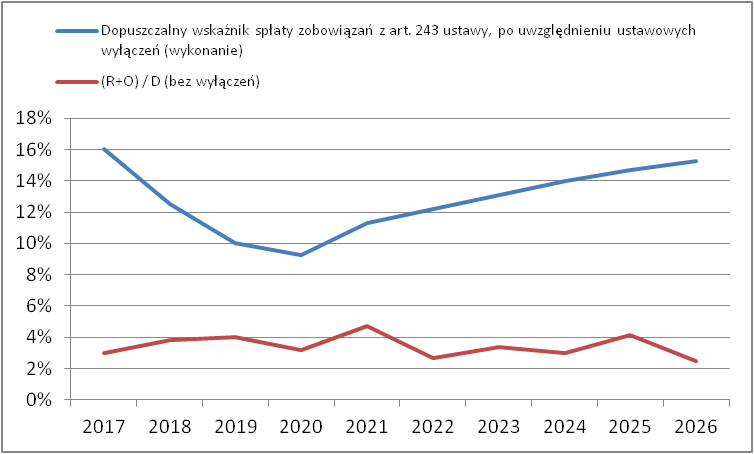 Dopuszczalny wskaźnik spłaty zobowiązań z art. 243 ustawy, po uwzględnieniu ustawowych
wyłączeń (wykonanie)
(R+O) / D (bez wyłączeń)
18%
16%
14%
12%
10%
8%
6%
4%
2%
0%
2017 2018 2019 2020 2021 2022 2023 2024 2025 2026